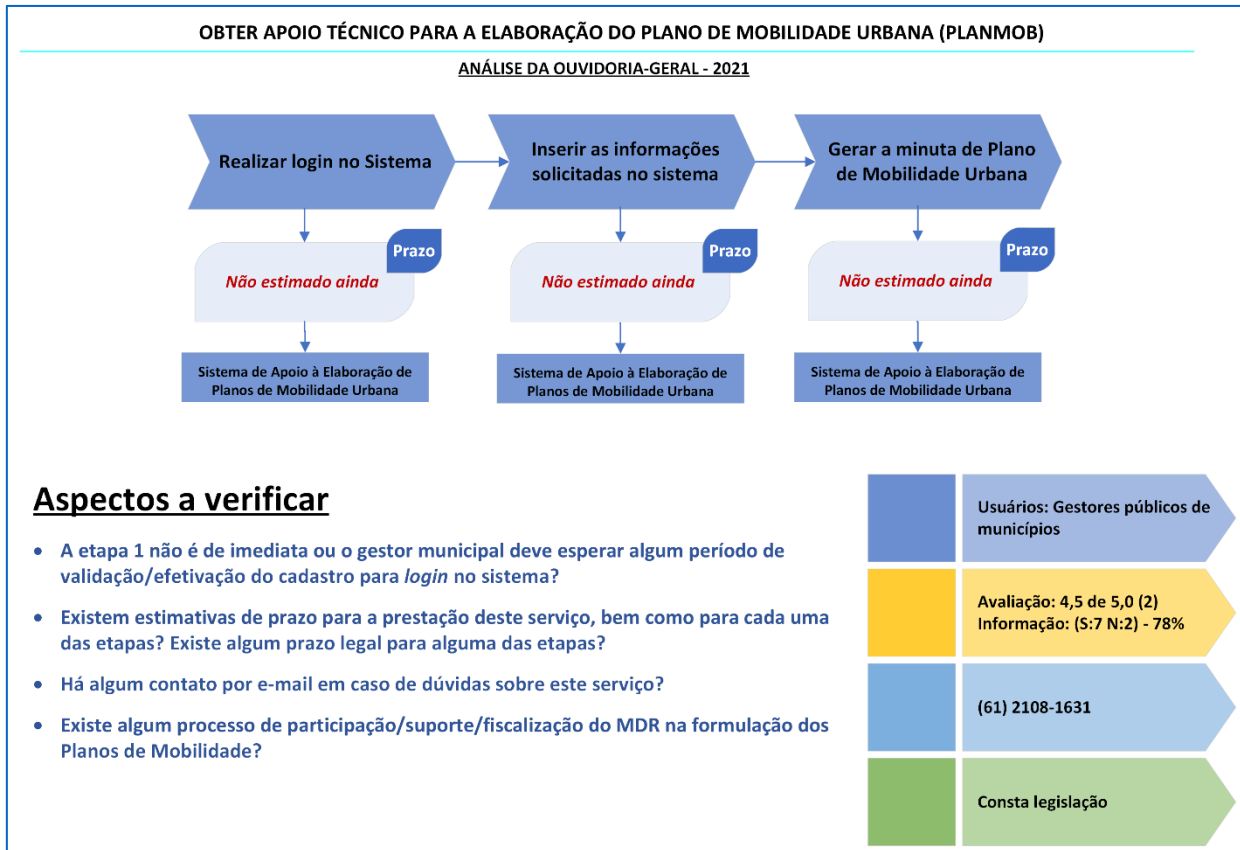 OBTER APOIO TÉCNICO PARA A ELABORAÇÃO DO PLANO DE MOBILIDADE URBANA (PLANMOB)
ANÁLISE DA OUVIDORIA-GERAL - 2021
Realizar login no Sistema
Inserir as informações
solicitadas no sistema
Gerar a minuta de Plano
de Mobilidade Urbana
Prazo
Não estimado ainda
Prazo
Não estimado ainda
Prazo
Não estimado ainda
Sistema de Apoio à Elaboração de
Planos de Mobilidade Urbana
Sistema de Apoio à Elaboração de
Planos de Mobilidade Urbana
Sistema de Apoio à Elaboração de
Planos de Mobilidade Urbana
Aspectos a verificar
• A etapa 1 não é de imediata ou o gestor municipal deve esperar algum período de
validação/efetivação do cadastro para login no sistema?
• Existem estimativas de prazo para a prestação deste serviço, bem como para cada uma
das etapas? Existe algum prazo legal para alguma das etapas?
• Há algum contato por e-mail em caso de dúvidas sobre este serviço?
• Existe algum processo de participação/suporte/fiscalização do MDR na formulação dos
Planos de Mobilidade?
Usuários: Gestores públicos de
municípios
Avaliação: 4,5 de 5,0 (2)
Informação: (S:7 N:2) - 78%
(61) 2108-1631
Consta legislação